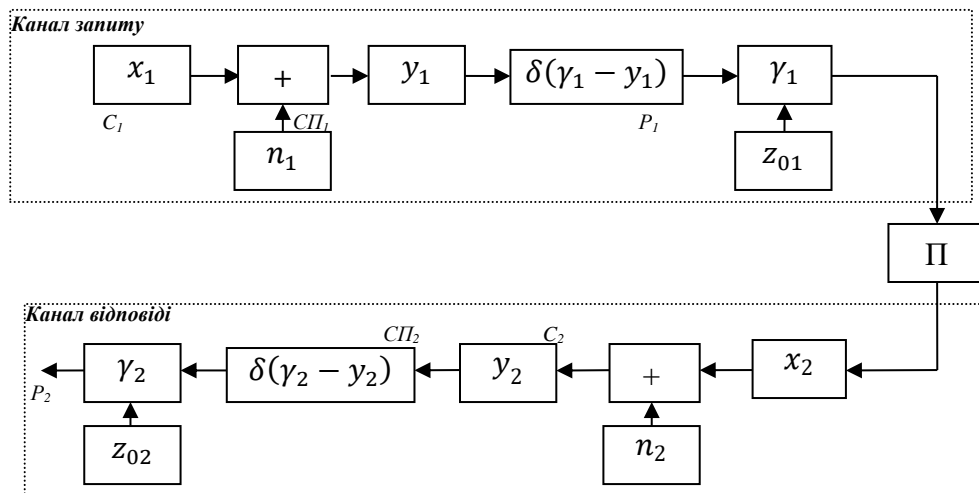 Канал запиту
x₁
+
y₁
δ(γ₁ − y₁)
γ₁
C₁
СП₁
P₁
n₁
z₀₁
П
Канал відповіді
СП₂
C₂
γ₂
δ(γ₂ − y₂)
y₂
+
x₂
P₂
z₀₂
n₂